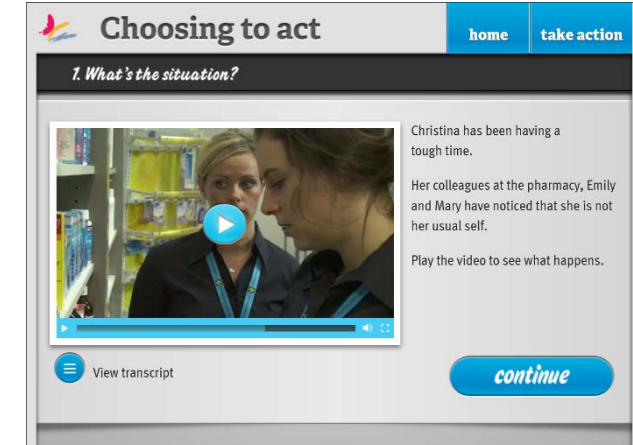 Choosing to act
home
take action
1. What's the situation?
Christina has been having a
tough time.
Her colleagues at the pharmacy, Emily
and Mary have noticed that she is not
her usual self.
Play the video to see what happens.
View transcript
continue